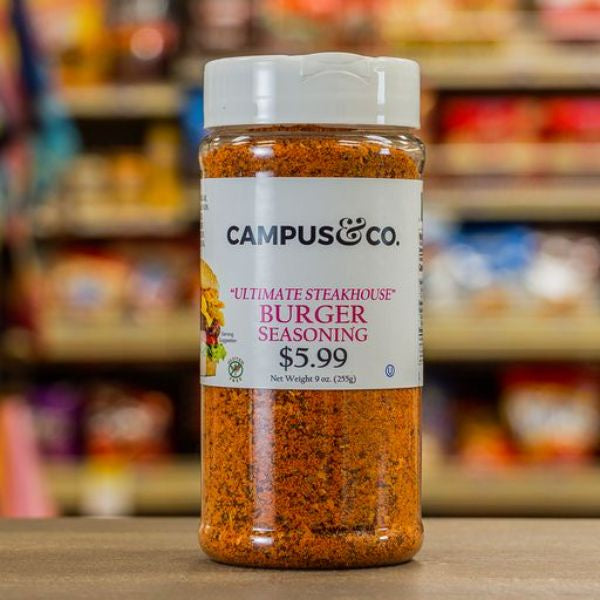 CAMPUS&CO.
"ULTIMATE STEAKHOUSE"
BURGER
SEASONING
$5.99
Net Weight 9 oz. (255g)